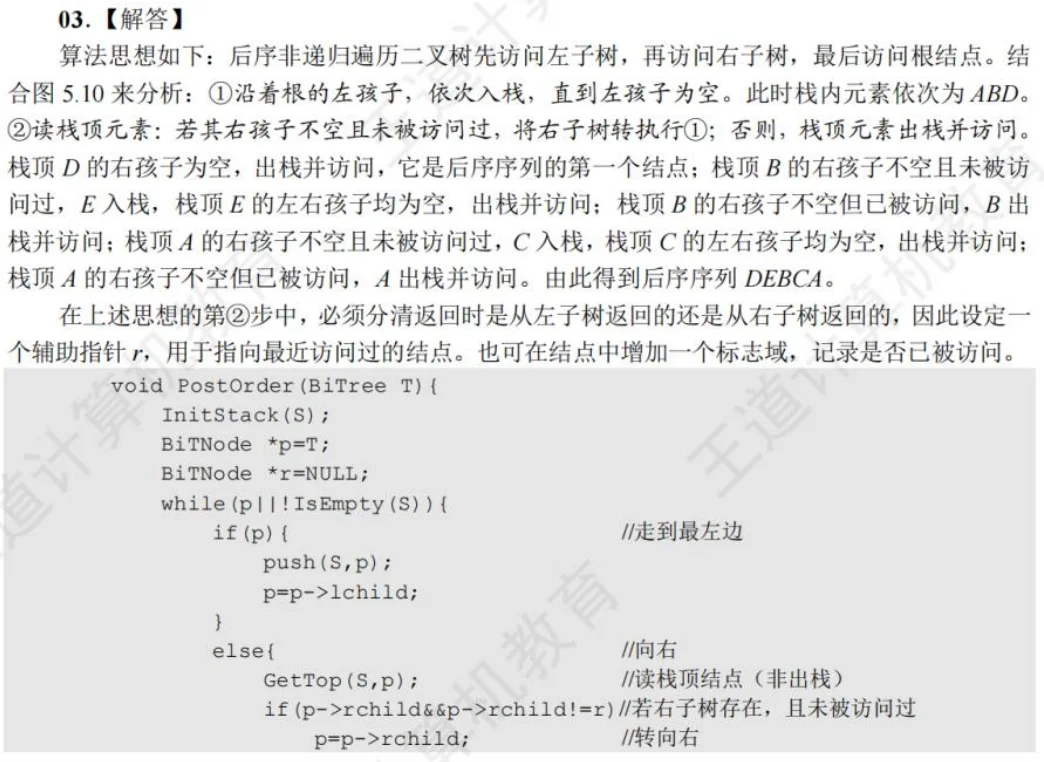 03.【解答】
算法思想如下：后序非递归遍历二叉树先访问左子树，再访问右子树，最后访问根结点。结
合图 5.10 来分析：①沿着根的左孩子，依次入栈，直到左孩子为空。此时栈内元素依次为 ABD。
②读栈顶元素：若其右孩子不空且未被访问过，将右子树转执行①；否则，栈顶元素出栈并访问。
栈顶 D 的右孩子为空，出栈并访问，它是后序序列的第一个结点；栈顶 B 的右孩子不空且未被访
问过，E 入栈，栈顶 E 的左右孩子均为空，出栈并访问；栈顶 B 的右孩子不空但已被访问，B 出
栈并访问；栈顶 A 的右孩子不空且未被访问过，C 入栈，栈顶 C 的左右孩子均为空，出栈并访问；
栈顶 A 的右孩子不空但已被访问，A 出栈并访问。由此得到后序序列 DEBCA。
在上述思想的第②步中，必须分清返回时是从左子树返回的还是从右子树返回的，因此设定一
个辅助指针 r，用于指向最近访问过的结点。也可在结点中增加一个标志域，记录是否已被访问。
void PostOrder(BiTree T){
InitStack(S);
BiTNode *p=T;
BiTNode *r=NULL;
while(p||!IsEmpty(S)){
if(p){ //走到最左边
push(S,p);
p=p->lchild;
}
else{ //向右
GetTop(S,p); //读栈顶结点（非出栈）
if(p->rchild&&p->rchild!=r)//若右子树存在，且未被访问过
p=p->rchild; //转向右
王道计算机教育